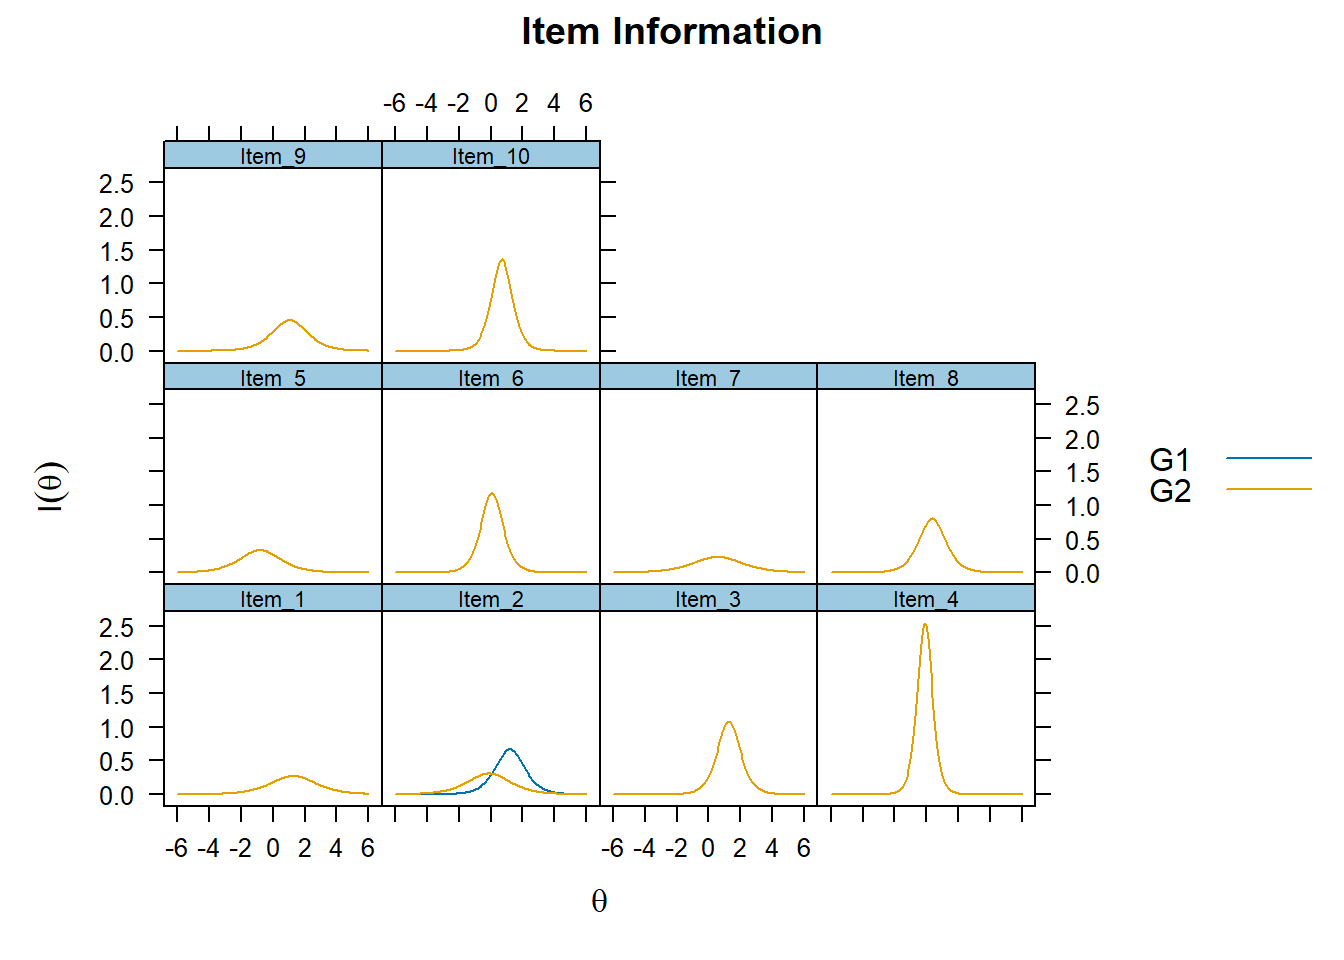 Item Information
-6 -4 -2 0 2 4 6
Item_9 Item_10
2.5
2.0
1.5
1.0
0.5
0.0
Item_5 Item_6 Item_7 Item_8
2.5
2.0
1.5
1.0
0.5
0.0
I(θ)
G1
G2
Item_1 Item_2 Item_3 Item_4
2.5
2.0
1.5
1.0
0.5
0.0
-6 -4 -2 0 2 4 6 -6 -4 -2 0 2 4 6
θ